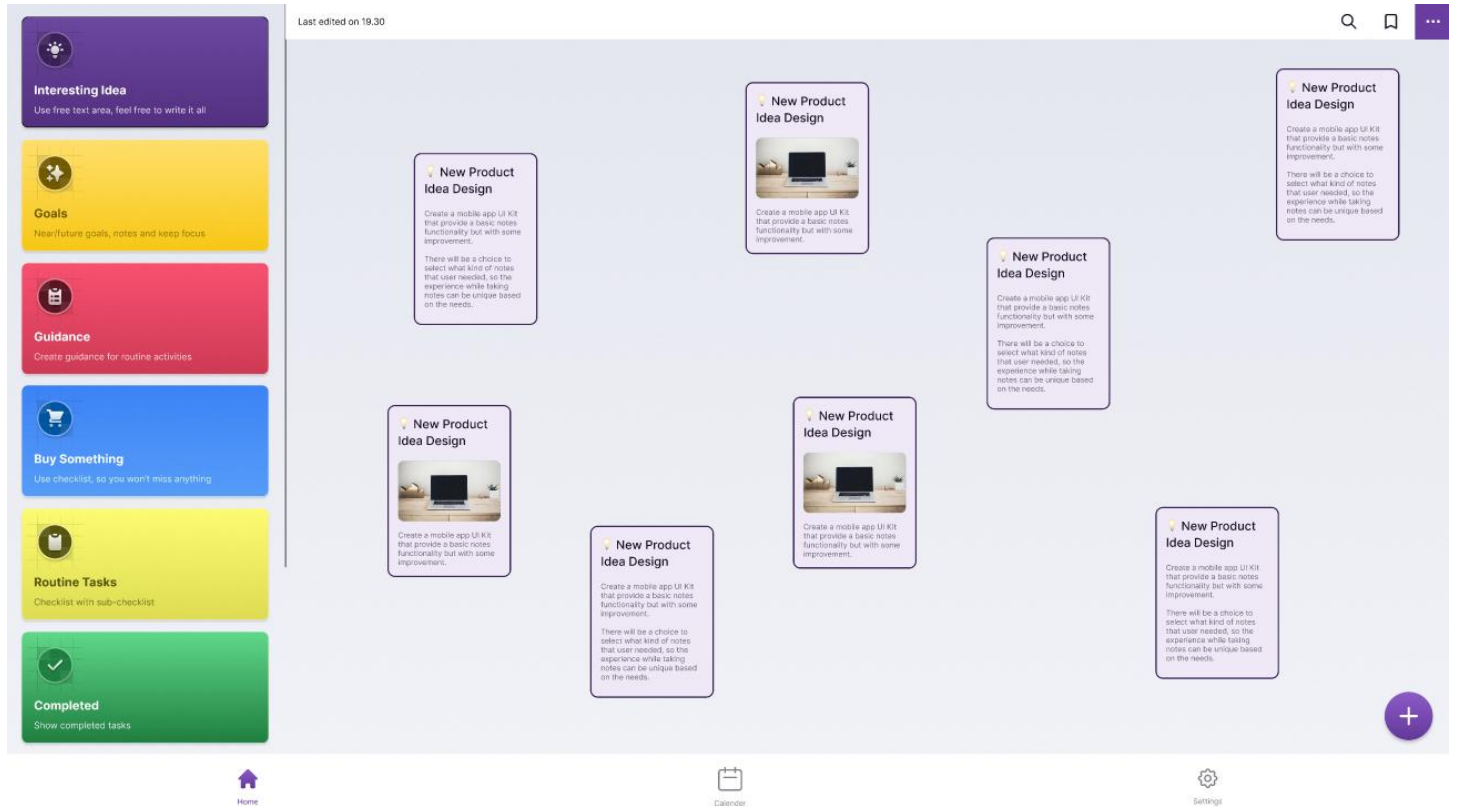 Last edited on 19.30
Interesting Idea
Use free text area, feel free to write it all
Goals
Near/future goals, notes and keep focus
Guidance
Create guidance for routine activities
Buy Something
Use checklist, so you won't miss anything
Routine Tasks
Checklist with sub-checklist
Completed
Show completed tasks
New Product
Idea Design
Create a mobile app UI Kit
that provide a basic notes
functionality but with some
improvement.
There will be a choice to
select what kind of notes
that user needed, so the
experience while taking
notes can be unique based
on the needs.
New Product
Idea Design
Create a mobile app UI Kit
that provide a basic notes
functionality but with some
improvement.
New Product
Idea Design
Create a mobile app UI Kit
that provide a basic notes
functionality but with some
improvement.
There will be a choice to
select what kind of notes
that user needed, so the
experience while taking
notes can be unique based
on the needs.
New Product
Idea Design
Create a mobile app UI Kit
that provide a basic notes
functionality but with some
improvement.
There will be a choice to
select what kind of notes
that user needed, so the
experience while taking
notes can be unique based
on the needs.
New Product
Idea Design
Create a mobile app UI Kit
that provide a basic notes
functionality but with some
improvement.
New Product
Idea Design
Create a mobile app UI Kit
that provide a basic notes
functionality but with some
improvement.
There will be a choice to
select what kind of notes
that user needed, so the
experience while taking
notes can be unique based
on the needs.
New Product
Idea Design
Create a mobile app UI Kit
that provide a basic notes
functionality but with some
improvement.
New Product
Idea Design
Create a mobile app UI Kit
that provide a basic notes
functionality but with some
improvement.
There will be a choice to
select what kind of notes
that user needed, so the
experience while taking
notes can be unique based
on the needs.
Home
Calender
Settings